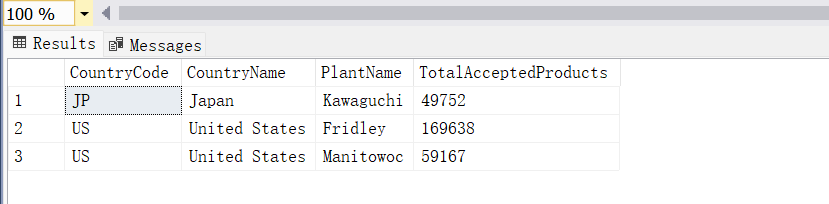 100 %
Results Messages
CountryCode CountryName PlantName TotalAcceptedProducts
1 JP Japan Kawaguchi 49752
2 US United States Fridley 169638
3 US United States Manitowoc 59167